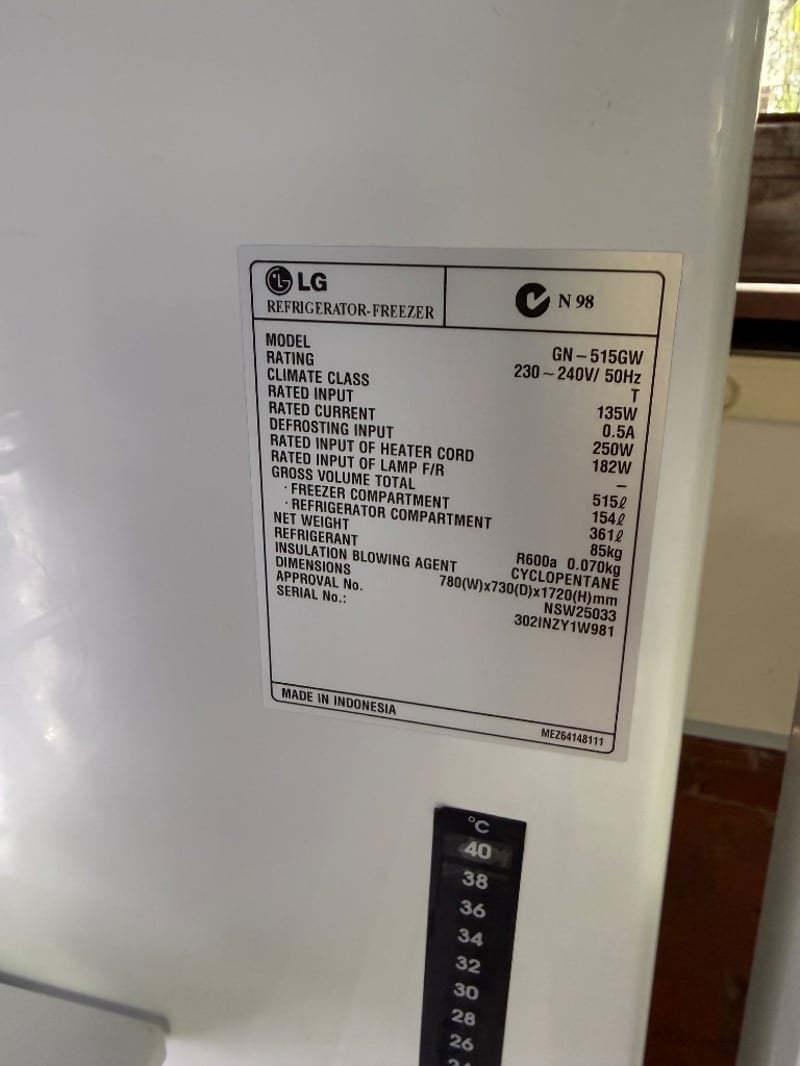 LG
REFRIGERATOR-FREEZER
N 98
MODEL GN-515GW
RATING 230~240V/ 50Hz
CLIMATE CLASS T
RATED INPUT 135W
RATED CURRENT 0.5A
DEFROSTING INPUT 250W
RATED INPUT OF HEATER CORD 182W
RATED INPUT OF LAMP F/R –
GROSS VOLUME TOTAL 515ℓ
· FREEZER COMPARTMENT 154ℓ
· REFRIGERATOR COMPARTMENT 361ℓ
NET WEIGHT 85kg
REFRIGERANT R600a 0.070kg
INSULATION BLOWING AGENT CYCLOPENTANE
DIMENSIONS 780(W)x730(D)x1720(H)mm
APPROVAL No. NSW25033
SERIAL No.: 302INZY1W981
MADE IN INDONESIA
MEZ64148111
°C
40
38
36
34
32
30
28
26